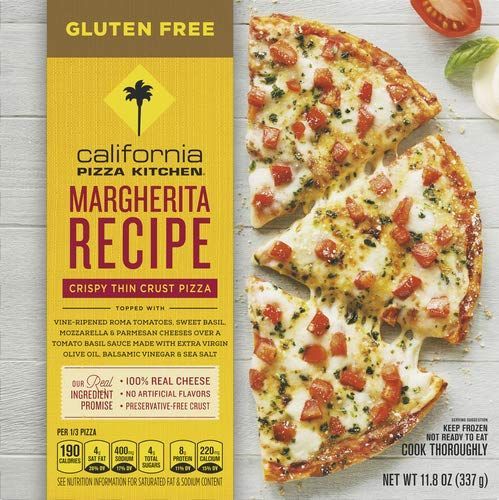 GLUTEN FREE
california
PIZZA KITCHEN
MARGHERITA
RECIPE
CRISPY THIN CRUST PIZZA
TOPPED WITH
VINE-RIPENED ROMA TOMATOES, SWEET BASIL,
MOZZARELLA & PARMESAN CHEESES OVER A
TOMATO BASIL SAUCE MADE WITH EXTRA VIRGIN
OLIVE OIL, BALSAMIC VINEGAR & SEA SALT
OUR Real
INGREDIENT
PROMISE
• 100% REAL CHEESE
• NO ARTIFICIAL FLAVORS
• PRESERVATIVE-FREE CRUST
PER 1/3 PIZZA
190 CALORIES
4g SAT FAT 20% DV
400mg SODIUM 17% DV
4g TOTAL SUGARS
8g PROTEIN 11% DV
220mg CALCIUM 15% DV
SEE NUTRITION INFORMATION FOR SATURATED FAT & SODIUM CONTENT
SERVING SUGGESTION
KEEP FROZEN
NOT READY TO EAT
COOK THOROUGHLY
NET WT 11.8 OZ (337 g)